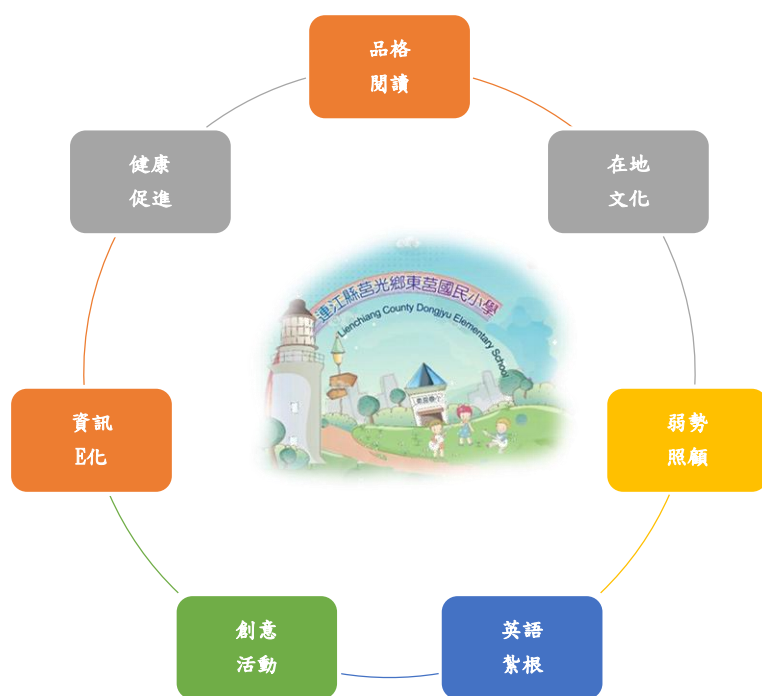 品格
閱讀
在地
文化
弱勢
照顧
英語
紮根
創意
活動
資訊
E化
健康
促進
連江縣莒光鄉東莒國民小學
Lienchiang County Dongjyu Elementary School